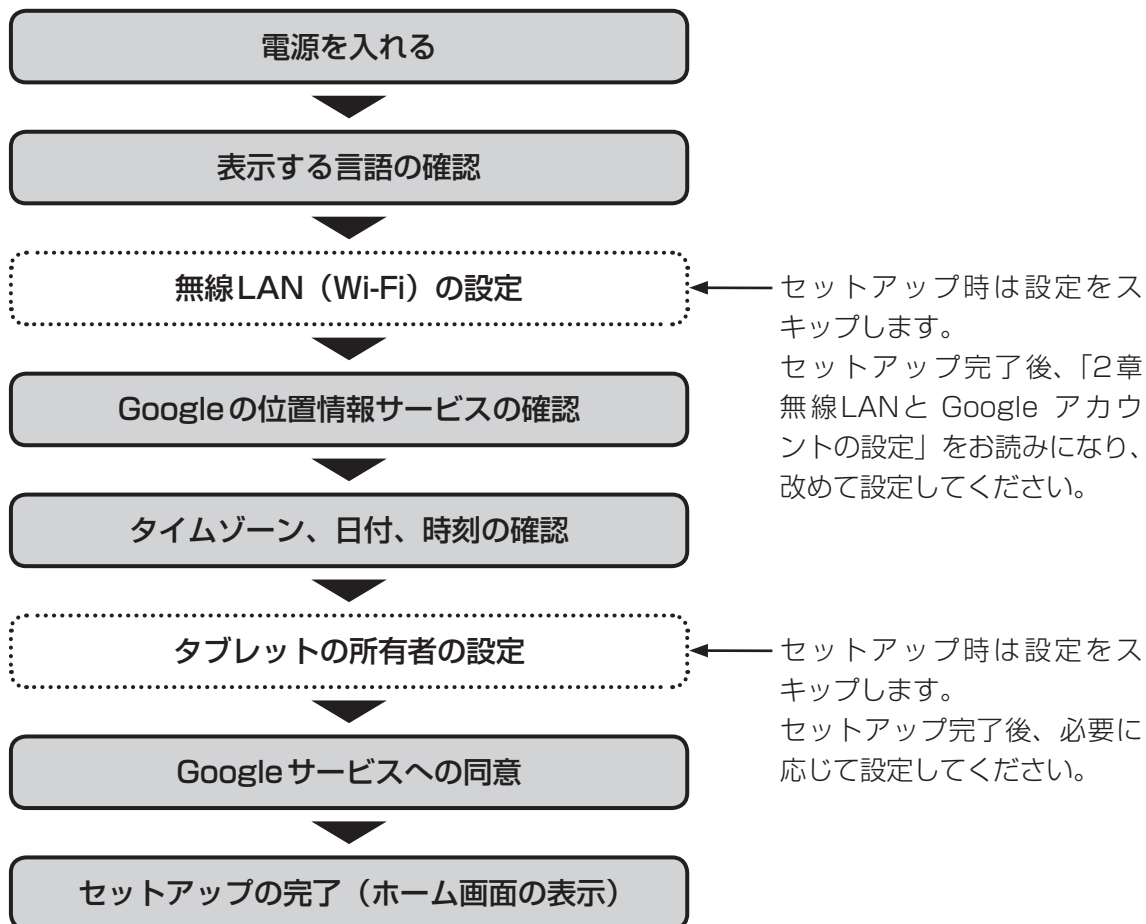 電源を入れる
表示する言語の確認
無線LAN（Wi-Fi）の設定
セットアップ時は設定をス
キップします。
セットアップ完了後、「2章
無線LANと Google アカウ
ントの設定」をお読みになり、
改めて設定してください。
Googleの位置情報サービスの確認
タイムゾーン、日付、時刻の確認
タブレットの所有者の設定
セットアップ時は設定をス
キップします。
セットアップ完了後、必要に
応じて設定してください。
Googleサービスへの同意
セットアップの完了（ホーム画面の表示）